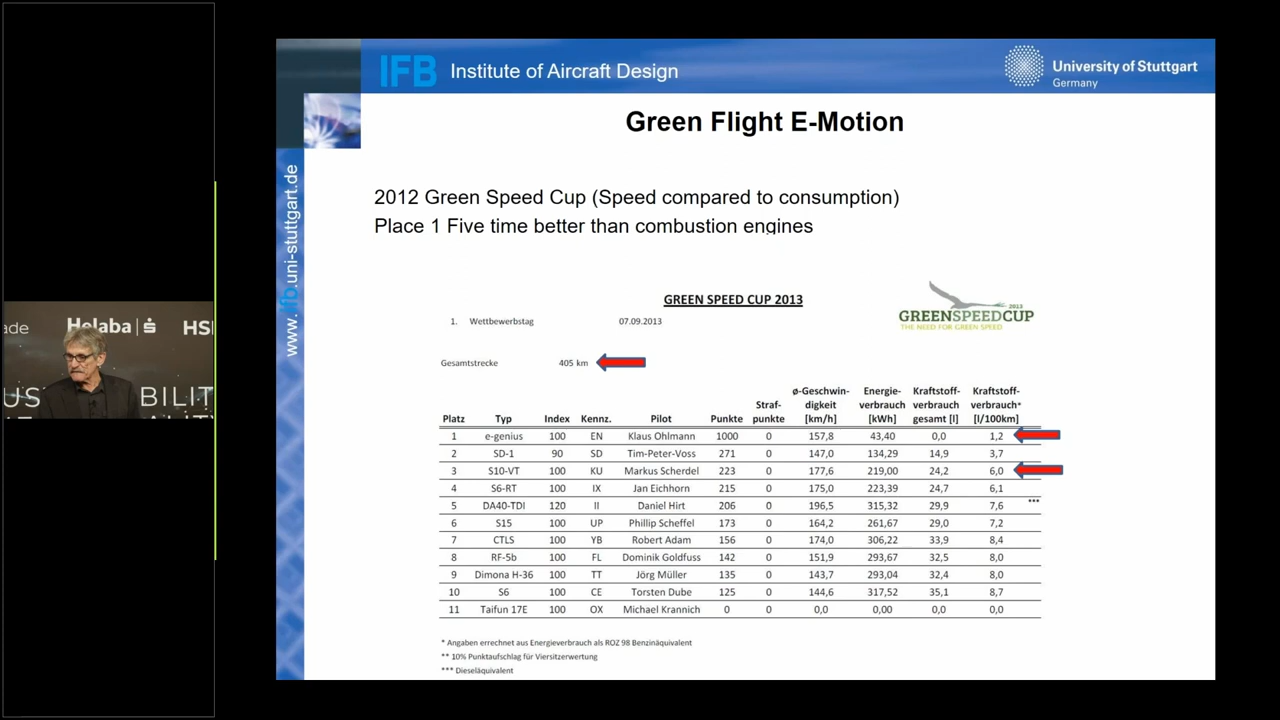 IFB Institute of Aircraft Design
University of Stuttgart
Germany
Green Flight E-Motion
www.ifb.uni-stuttgart.de
2012 Green Speed Cup (Speed compared to consumption)
Place 1 Five time better than combustion engines
GREEN SPEED CUP 2013
1. Wettbewerbstag 07.09.2013
2013
GREENSPEEDCUP
THE NEED FOR GREEN SPEED
Gesamtstrecke 405 km
Platz Typ Index Kennz. Pilot Punkte Straf-punkte ø-Geschwin-digkeit [km/h] Energie-verbrauch [kWh] Kraftstoff-verbrauch gesamt [l] Kraftstoff-verbrauch* [l/100km]
1 e-genius 100 EN Klaus Ohlmann 1000 0 157,8 43,40 0,0 1,2
2 SD-1 90 SD Tim-Peter-Voss 271 0 147,0 134,29 14,9 3,7
3 S10-VT 100 KU Markus Scherdel 223 0 177,6 219,00 24,2 6,0
4 S6-RT 100 IX Jan Eichhorn 215 0 175,0 223,39 24,7 6,1
5 DA40-TDI 120 II Daniel Hirt 206 0 196,5 315,32 29,9 7,6 ***
6 S15 100 UP Phillip Scheffel 173 0 164,2 261,67 29,0 7,2
7 CTLS 100 YB Robert Adam 156 0 174,0 306,22 33,9 8,4
8 RF-5b 100 FL Dominik Goldfuss 142 0 151,9 293,67 32,5 8,0
9 Dimona H-36 100 TT Jörg Müller 135 0 143,7 293,04 32,4 8,0
10 S6 100 CE Torsten Dube 125 0 144,6 317,52 35,1 8,7
11 Taifun 17E 100 OX Michael Krannich 0 0 0,0 0,00 0,0 0,0
* Angaben errechnet aus Energieverbrauch als ROZ 98 Benzinäquivalent
** 10% Punktaufschlag für Viersitzerwertung
*** Dieseläquivalent
ade Helaba HS
US BILIT